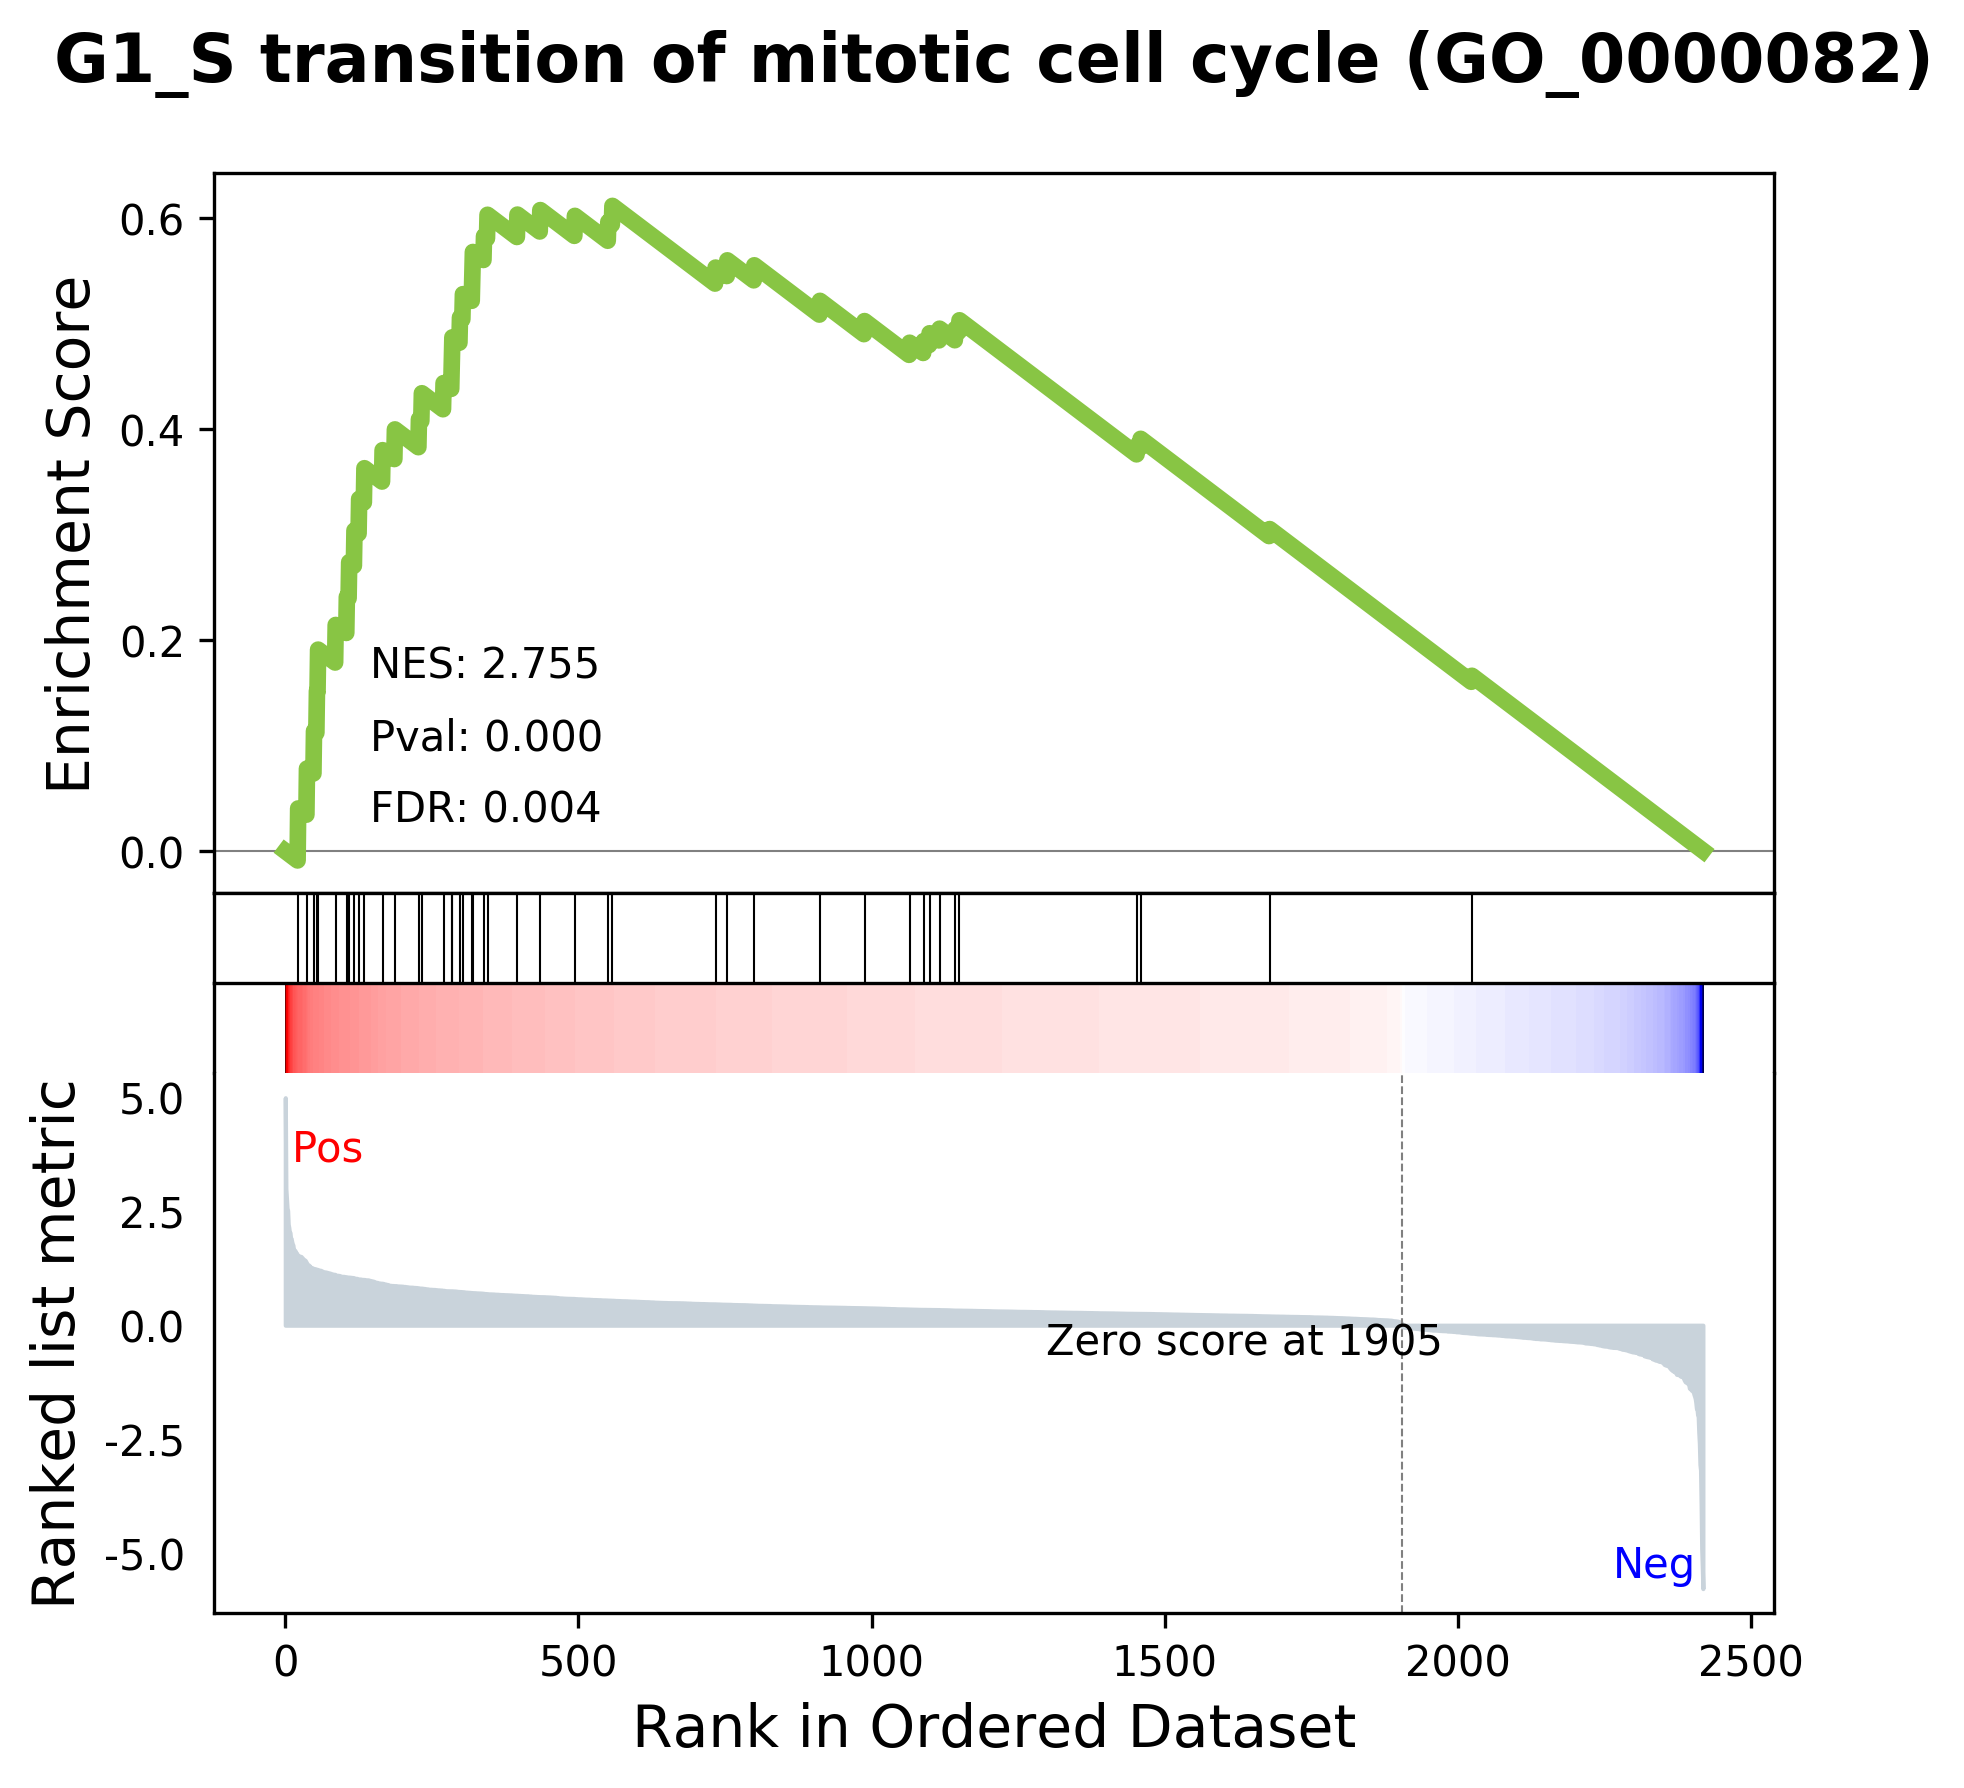 G1_S transition of mitotic cell cycle (GO_0000082)
Enrichment Score
0.6
0.4
0.2
0.0
NES: 2.755
Pval: 0.000
FDR: 0.004
Ranked list metric
5.0
2.5
0.0
-2.5
-5.0
Pos
Zero score at 1905
Neg
0 500 1000 1500 2000 2500
Rank in Ordered Dataset